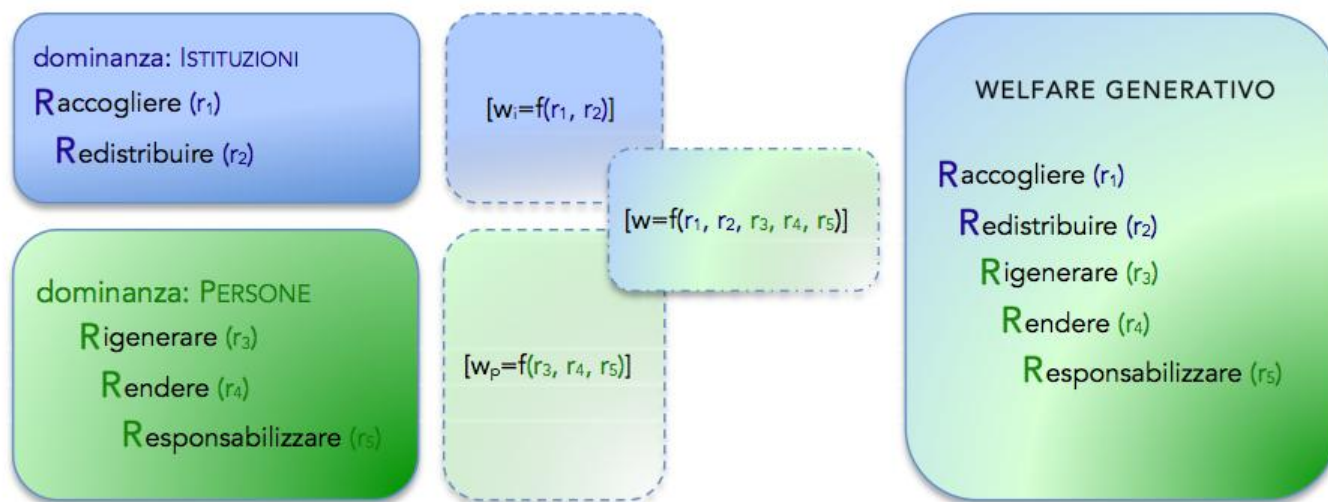 dominanza: ISTITUZIONI
Raccogliere (r₁)
Redistribuire (r₂)
dominanza: PERSONE
Rigenerare (r₃)
Rendere (r₄)
Responsabilizzare (r₅)
[wᵢ=f(r₁, r₂)]
[w=f(r₁, r₂, r₃, r₄, r₅)]
[wₚ=f(r₃, r₄, r₅)]
WELFARE GENERATIVO
Raccogliere (r₁)
Redistribuire (r₂)
Rigenerare (r₃)
Rendere (r₄)
Responsabilizzare (r₅)